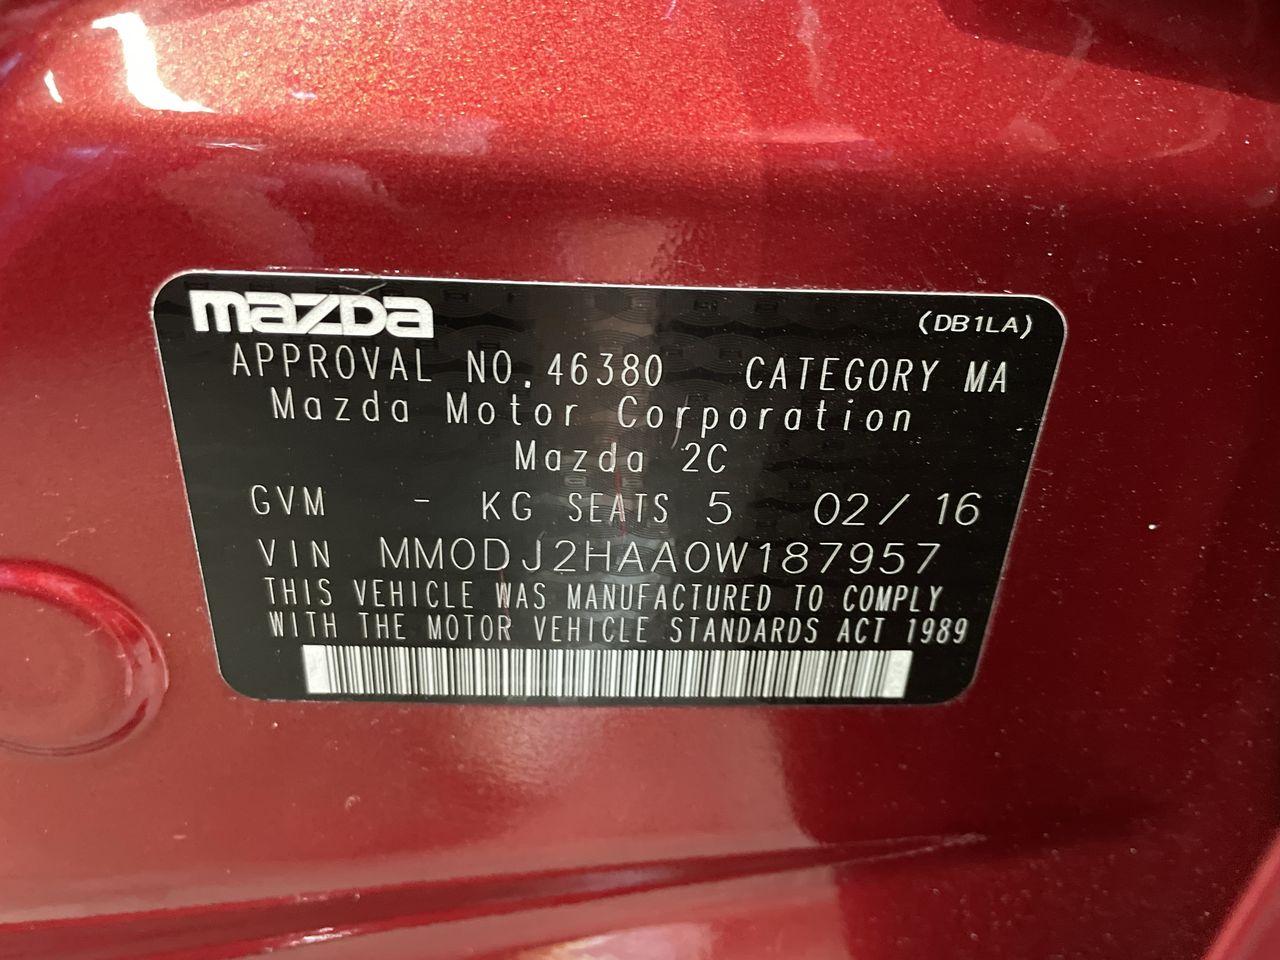 mazda (DB1LA)
APPROVAL NO. 46380 CATEGORY MA
Mazda Motor Corporation
Mazda 2C
GVM - KG SEATS 5 02/16
VIN MM0DJ2HAA0W187957
THIS VEHICLE WAS MANUFACTURED TO COMPLY
WITH THE MOTOR VEHICLE STANDARDS ACT 1989